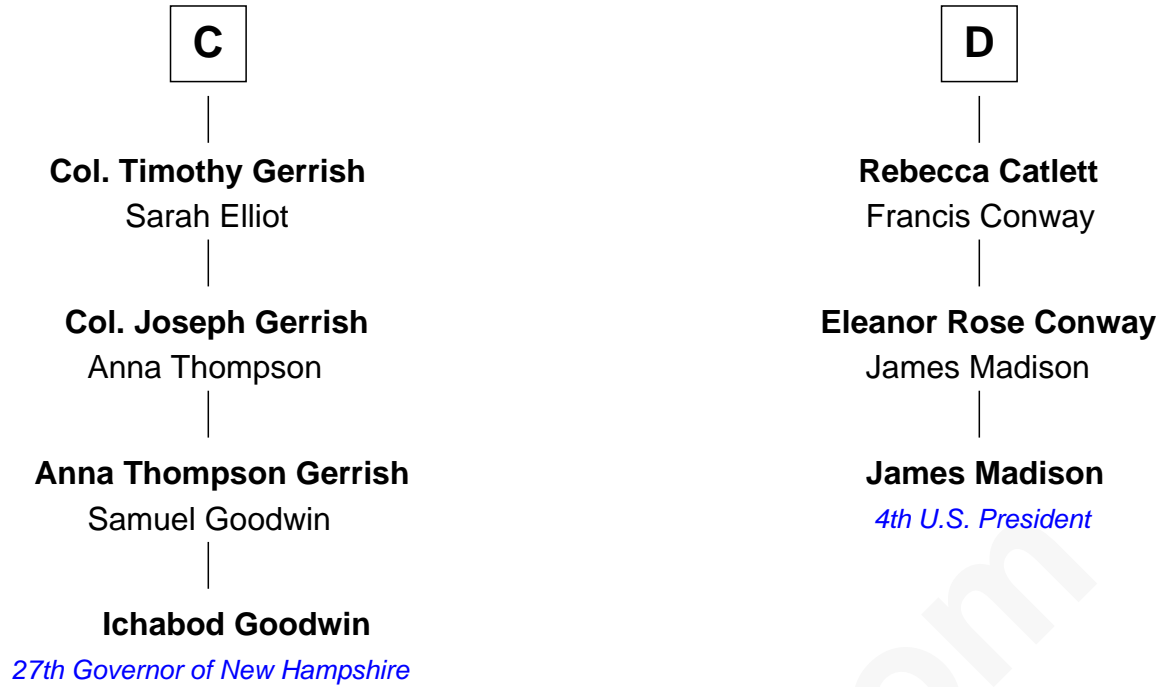 C
Col. Timothy Gerrish
Sarah Elliot
Col. Joseph Gerrish
Anna Thompson
Anna Thompson Gerrish
Samuel Goodwin
Ichabod Goodwin
27th Governor of New Hampshire
D
Rebecca Catlett
Francis Conway
Eleanor Rose Conway
James Madison
James Madison
4th U.S. President
om